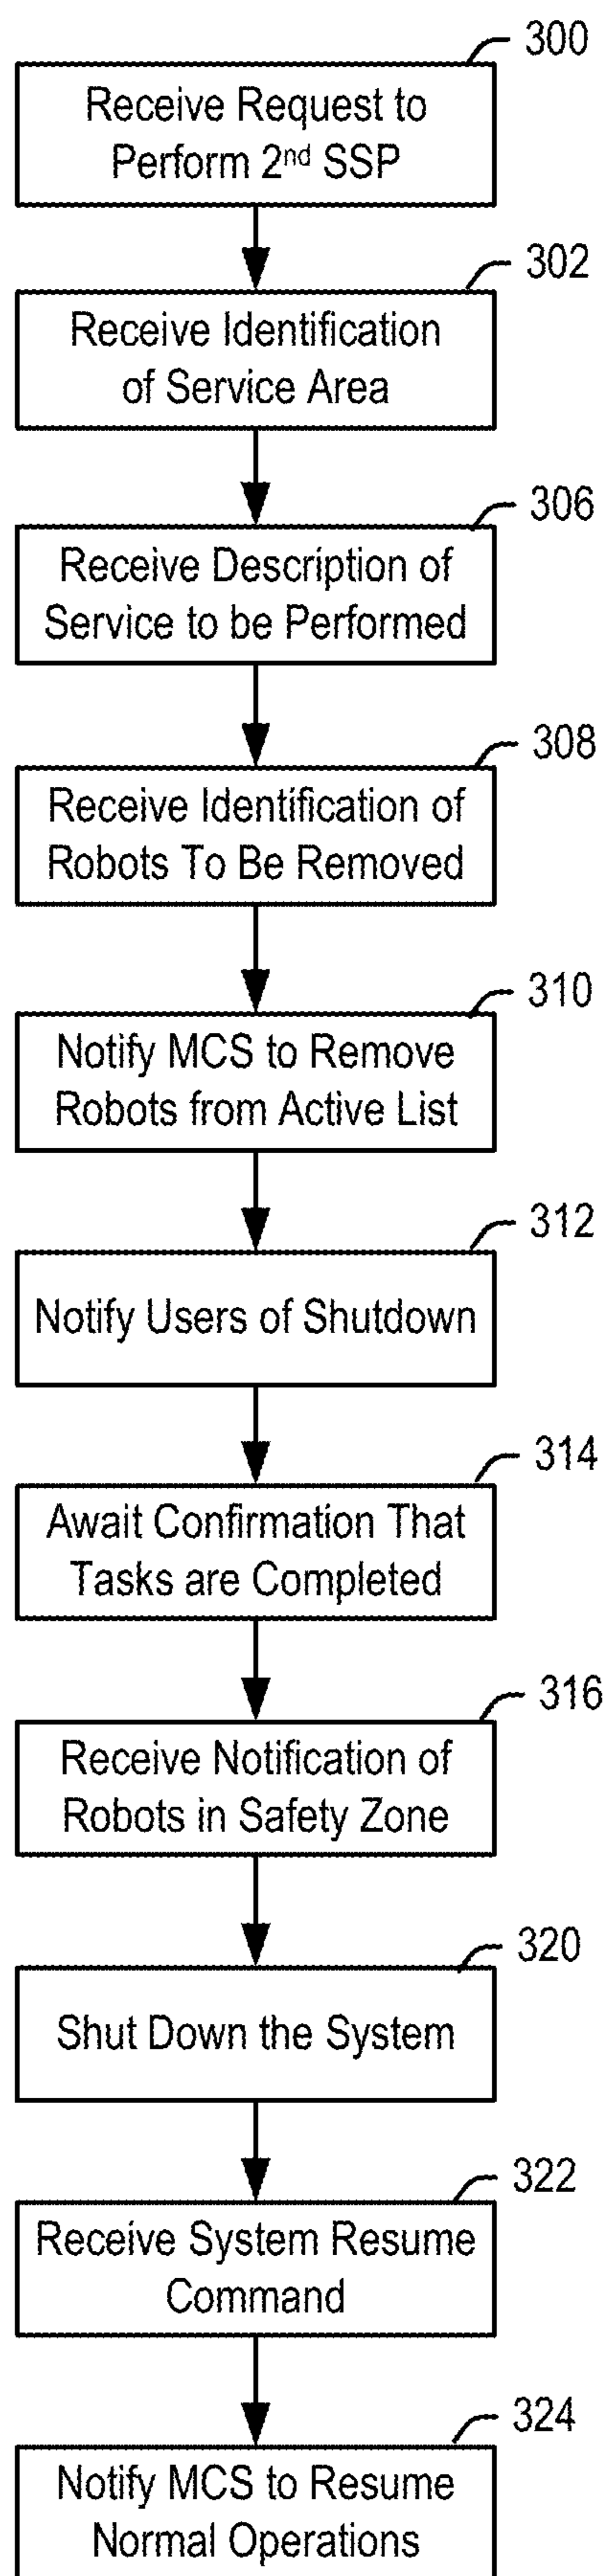 300
Receive Request to
Perform 2nd SSP
302
Receive Identification
of Service Area
306
Receive Description of
Service to be Performed
308
Receive Identification of
Robots To Be Removed
310
Notify MCS to Remove
Robots from Active List
312
Notify Users of Shutdown
314
Await Confirmation That
Tasks are Completed
316
Receive Notification of
Robots in Safety Zone
320
Shut Down the System
322
Receive System Resume
Command
324
Notify MCS to Resume
Normal Operations